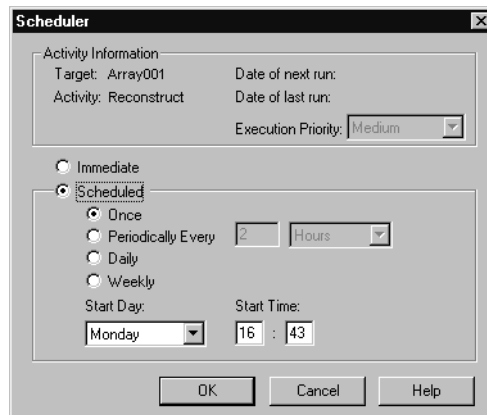 Scheduler
Activity Information
Target: Array001 Date of next run:
Activity: Reconstruct Date of last run:
Execution Priority: Medium
Immediate
Scheduled
Once
Periodically Every 2 Hours
Daily
Weekly
Start Day: Start Time:
Monday 16 : 43
OK Cancel Help